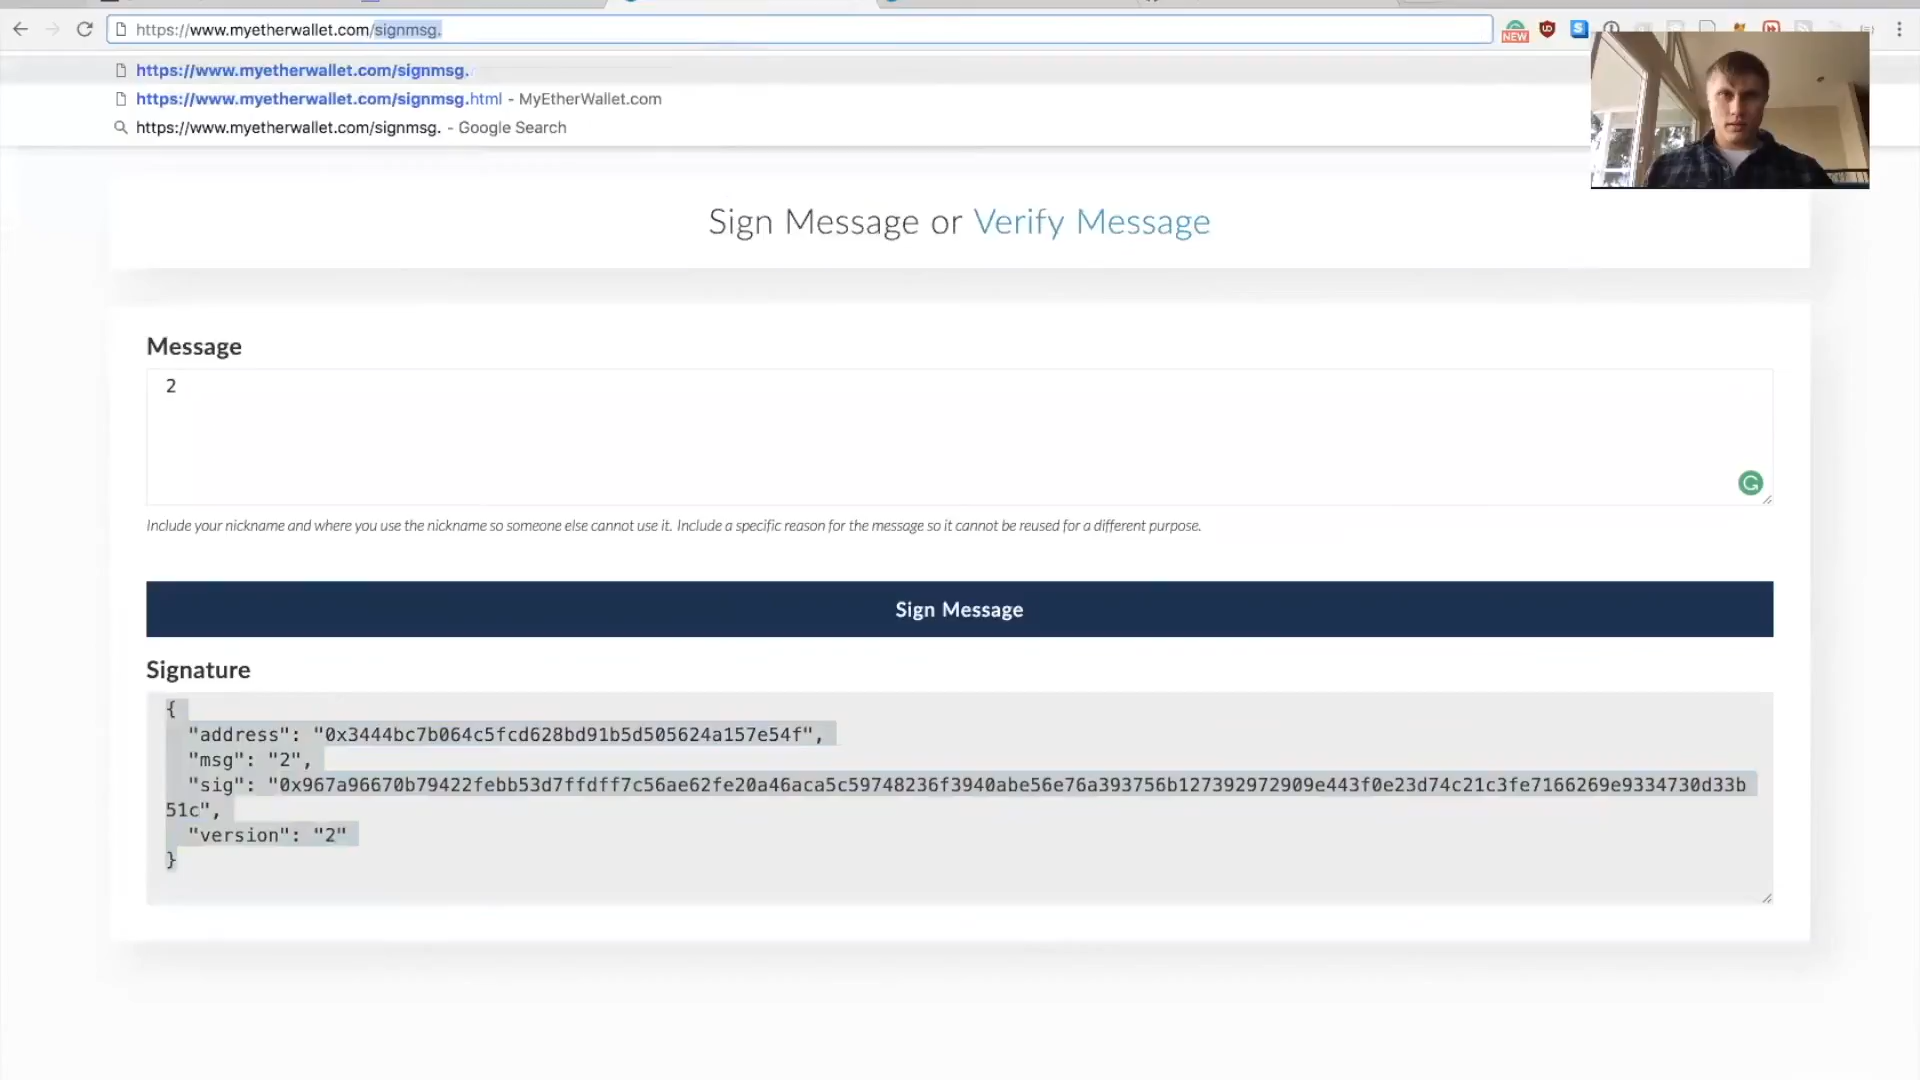 https://www.myetherwallet.com/signmsg.
NEW
https://www.myetherwallet.com/signmsg.
https://www.myetherwallet.com/signmsg.html - MyEtherWallet.com
https://www.myetherwallet.com/signmsg. - Google Search
Sign Message or Verify Message
Message
2
Include your nickname and where you use the nickname so someone else cannot use it. Include a specific reason for the message so it cannot be reused for a different purpose.
Sign Message
Signature
{
"address": "0x3444bc7b064c5fcd628bd91b5d505624a157e54f",
"msg": "2",
"sig": "0x967a96670b79422febb53d7ffdff7c56ae62fe20a46aca5c59748236f3940abe56e76a393756b127392972909e443f0e23d74c21c3fe7166269e9334730d33b
51c",
"version": "2"
}